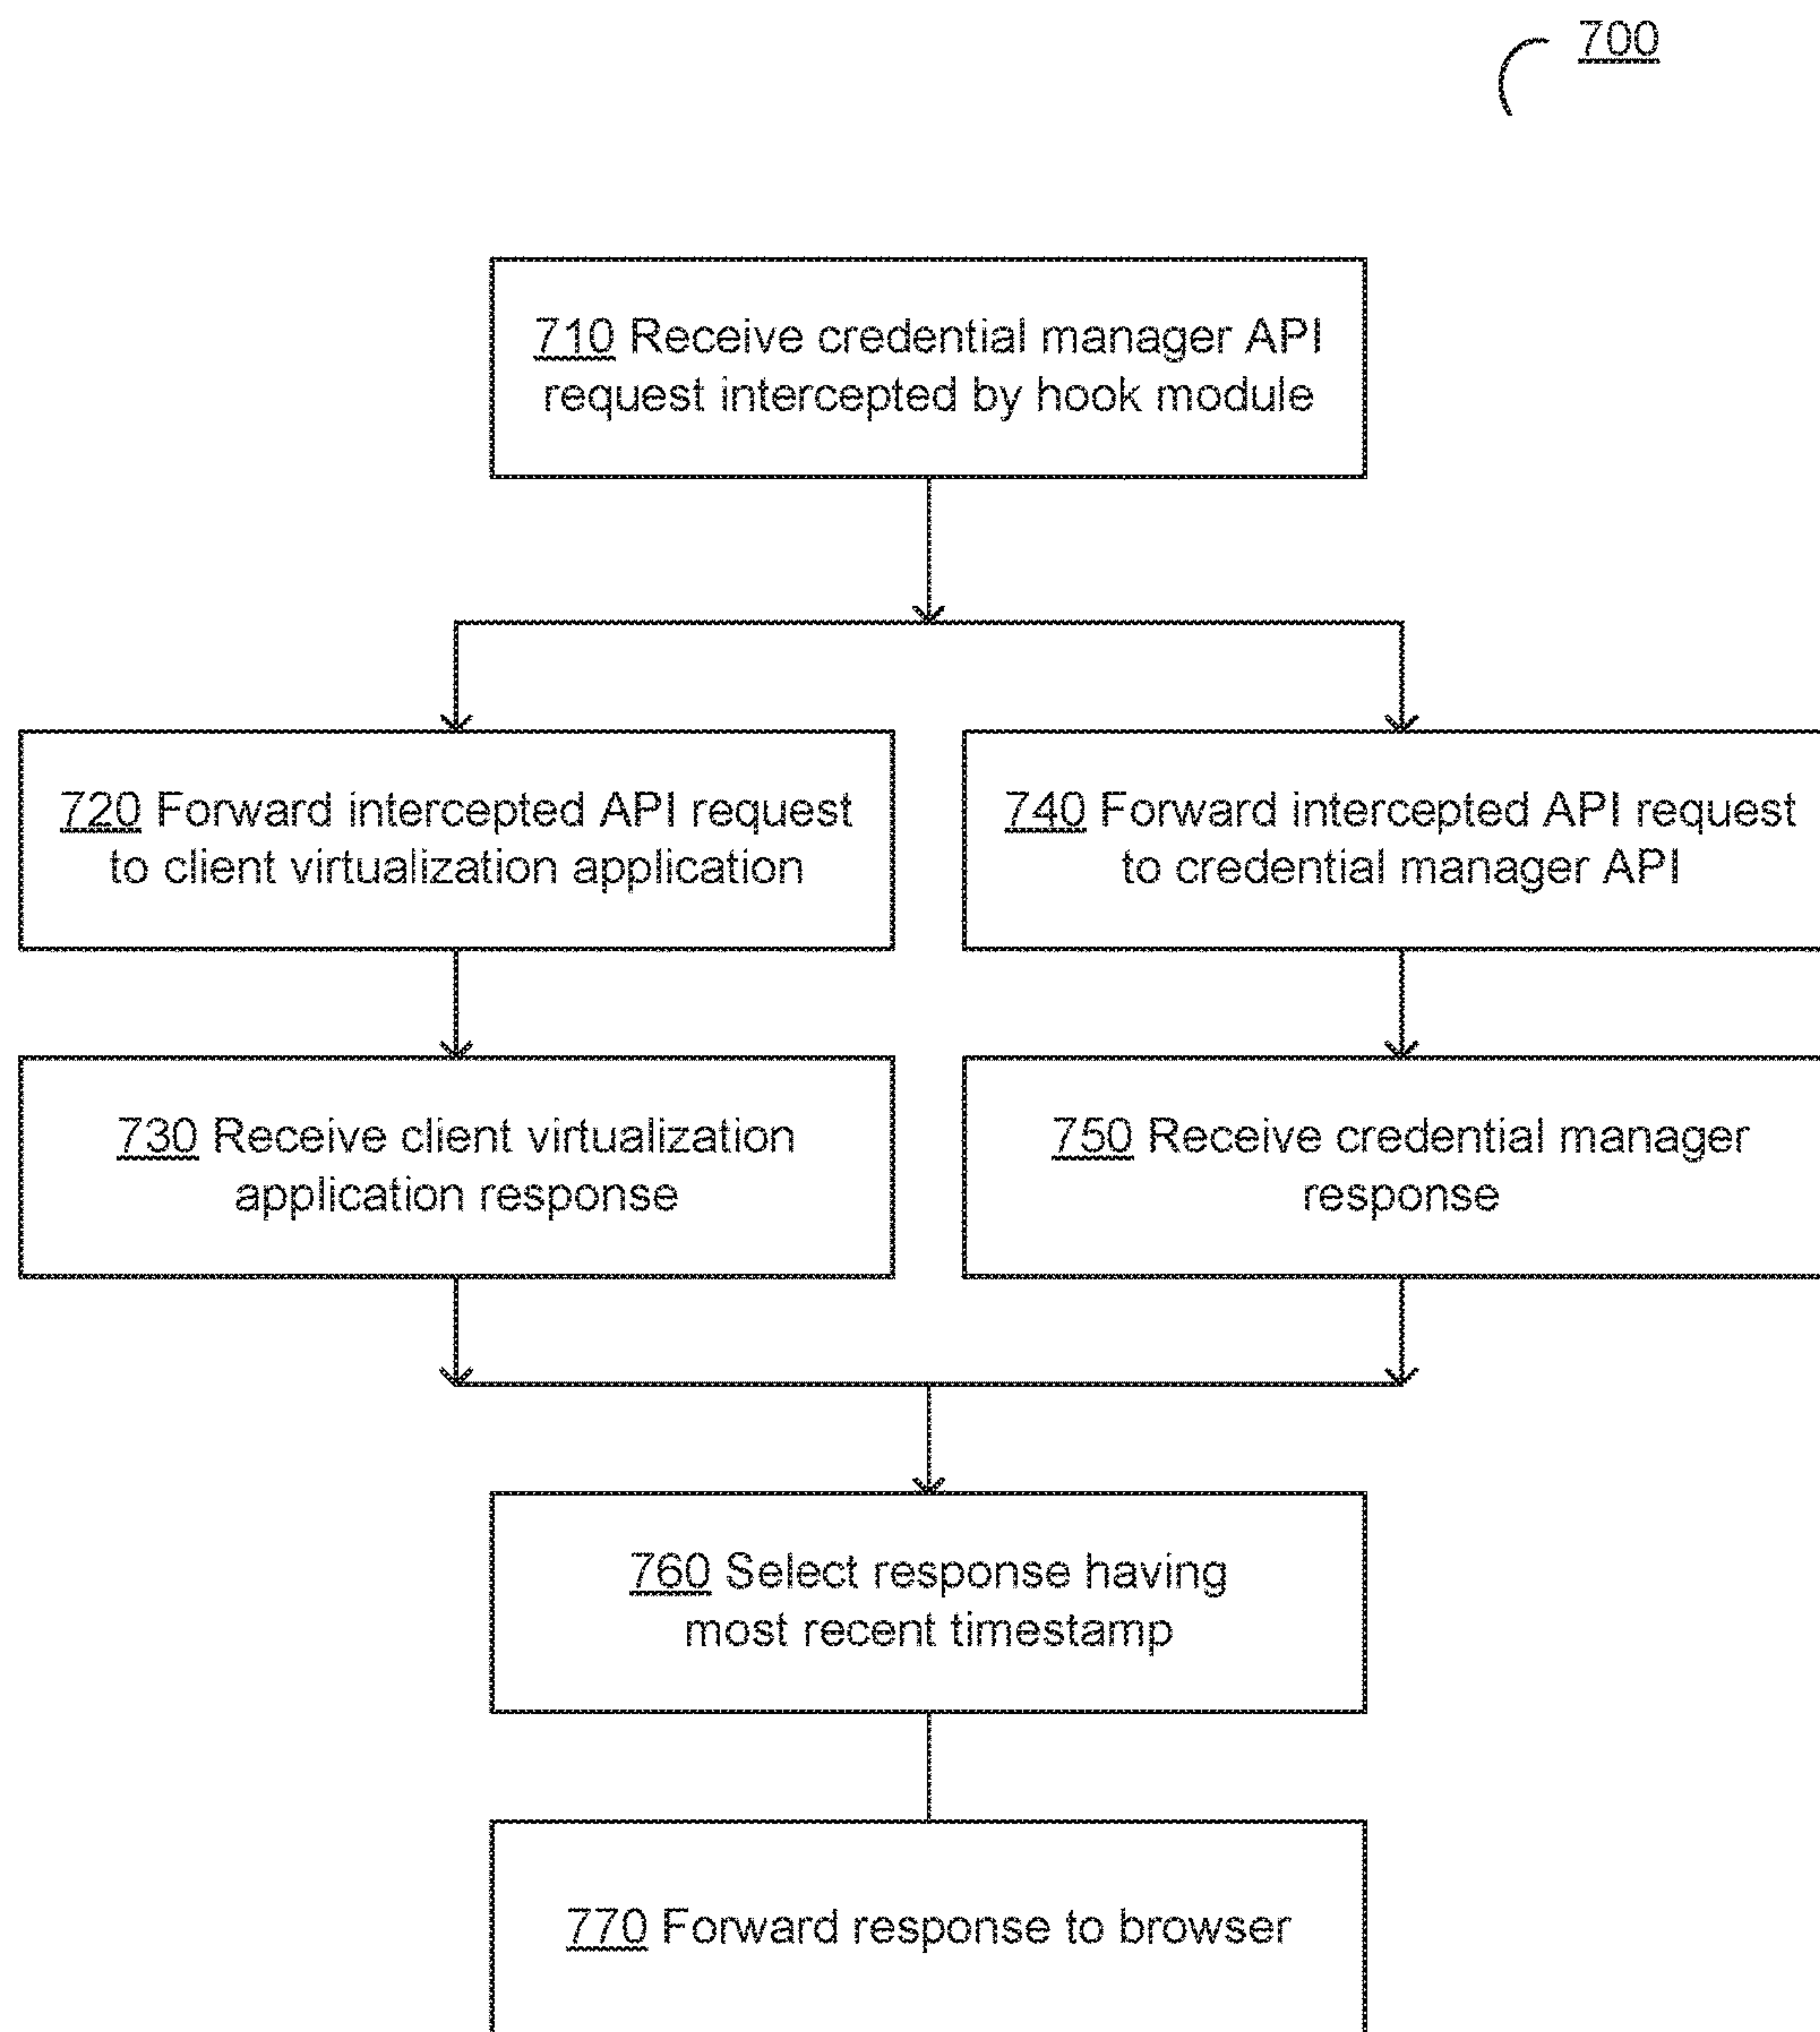 700
710 Receive credential manager API
request intercepted by hook module
720 Forward intercepted API request
to client virtualization application
740 Forward intercepted API request
to credential manager API
730 Receive client virtualization
application response
750 Receive credential manager
response
760 Select response having
most recent timestamp
770 Forward response to browser